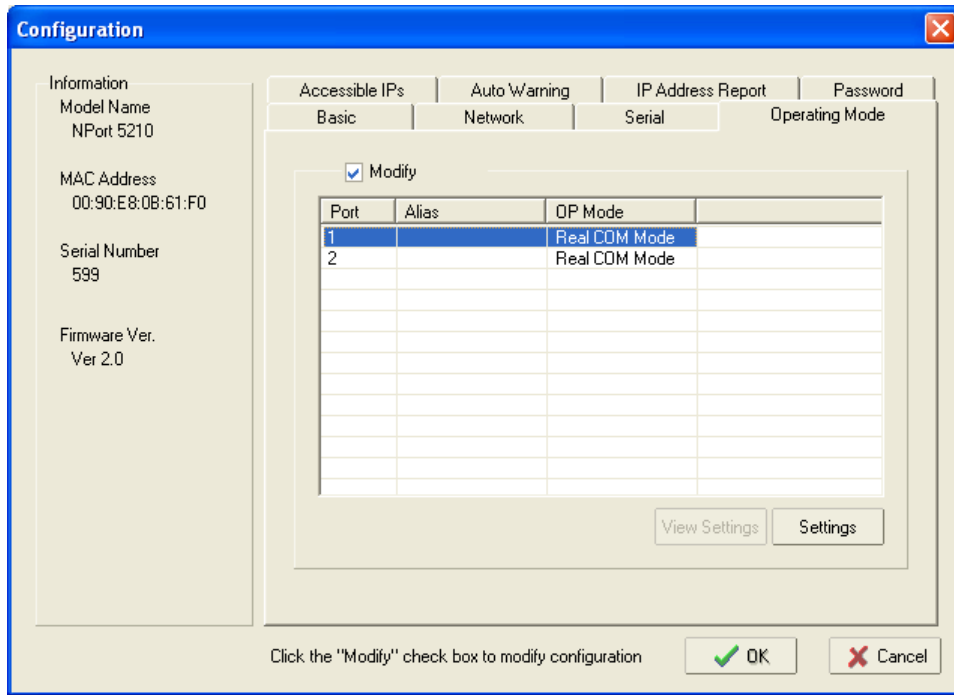 Configuration
Information
Model Name
NPort 5210
MAC Address
00:90:E8:0B:61:F0
Serial Number
599
Firmware Ver.
Ver 2.0
Accessible IPs Auto Warning IP Address Report Password
Basic Network Serial Operating Mode
Modify
Port Alias OP Mode
1 Real COM Mode
2 Real COM Mode
View Settings Settings
Click the "Modify" check box to modify configuration OK Cancel